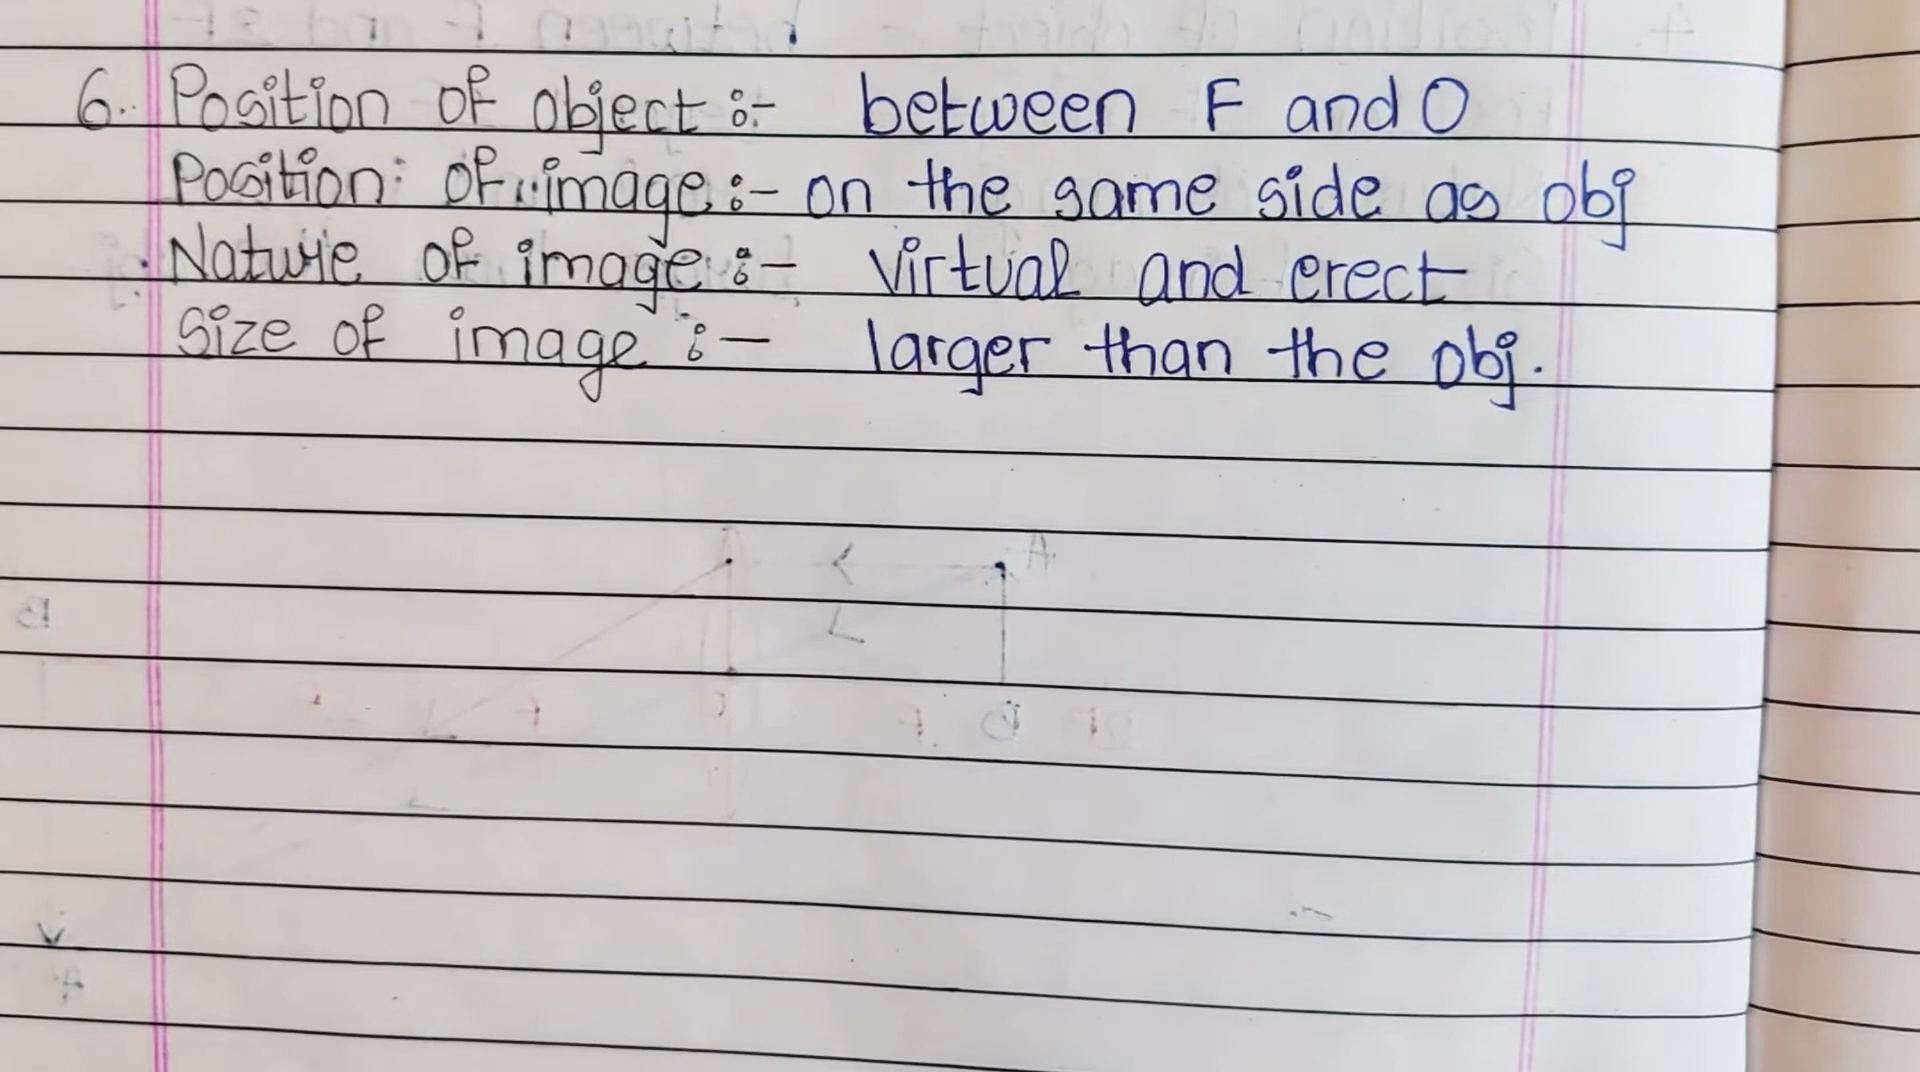 6. Position of object :- between F and O
Position of image :- on the same side as obj
Nature of image :- virtual and erect
Size of image :- larger than the obj.